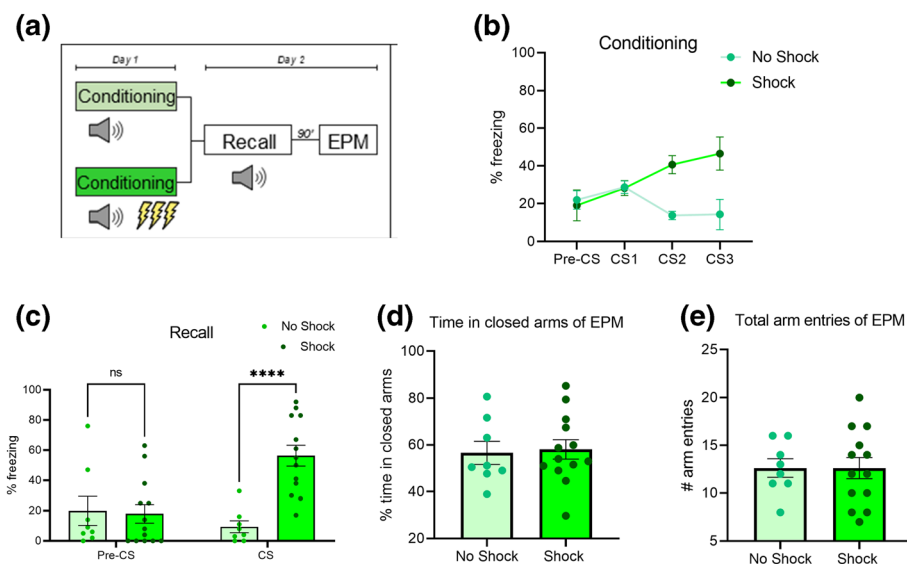 (a)
Day 1
Day 2
Conditioning
Recall
90'
EPM
Conditioning
(b)
Conditioning
No Shock
Shock
% freezing
100
80
60
40
20
0
Pre-CS CS1 CS2 CS3
(c)
Recall
No Shock
Shock
ns
****
% freezing
100
80
60
40
20
0
Pre-CS CS
(d)
Time in closed arms of EPM
% time in closed arms
100
80
60
40
20
No Shock Shock
(e)
Total arm entries of EPM
# arm entries
25
20
15
10
5
No Shock Shock